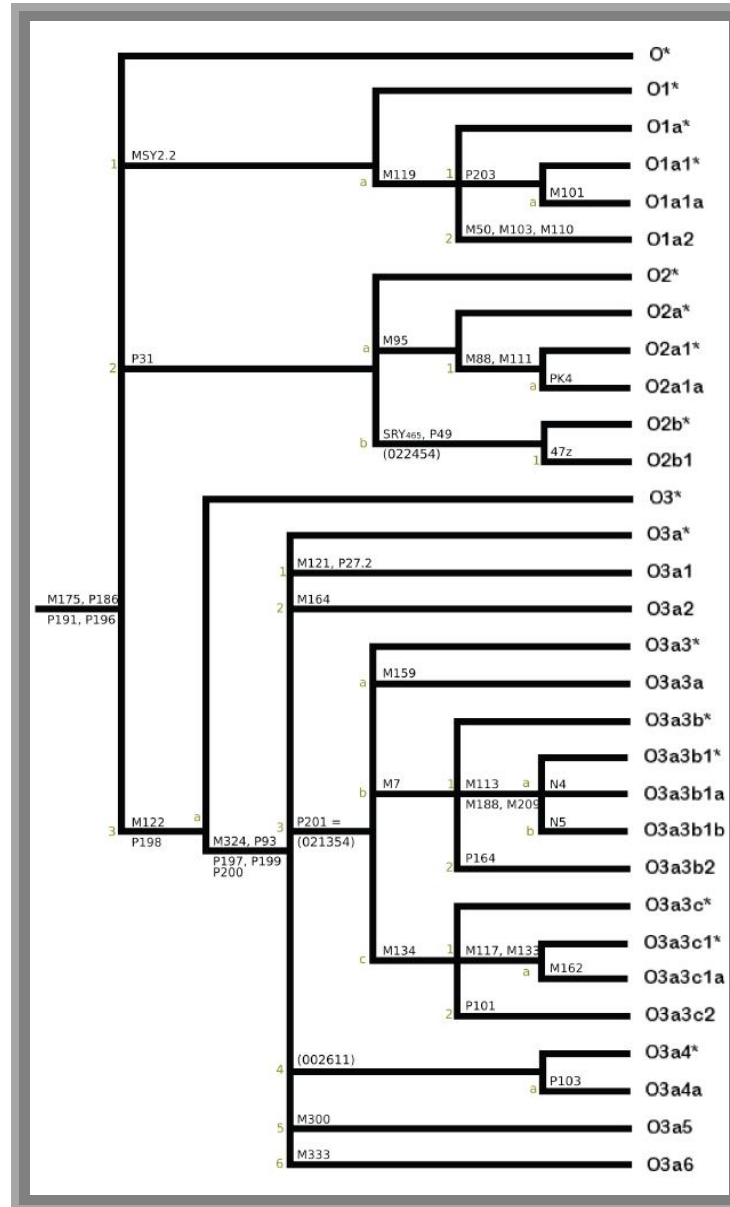 O*
O1*
O1a*
MSY2.2
1
M119
a
1
P203
O1a1*
M101
a
O1a1a
M50, M103, M110
2
O1a2
O2*
O2a*
P31
2
M95
a
M88, M111
1
O2a1*
PK4
a
O2a1a
SRY465, P49
(022454)
b
O2b*
47z
1
O2b1
O3*
O3a*
M121, P27.2
1
O3a1
M175, P186
P191, P196
M164
2
O3a2
O3a3*
M159
a
O3a3a
O3a3b*
M7
b
1
M113
M188, M209
a
O3a3b1*
N4
O3a3b1a
N5
b
O3a3b1b
M122
P198
3
a
M324, P93
P197, P199
P200
3
P201 =
(021354)
P164
2
O3a3b2
O3a3c*
M134
c
1
M117, M133
O3a3c1*
M162
a
O3a3c1a
P101
2
O3a3c2
(002611)
4
O3a4*
P103
a
O3a4a
M300
5
O3a5
M333
6
O3a6